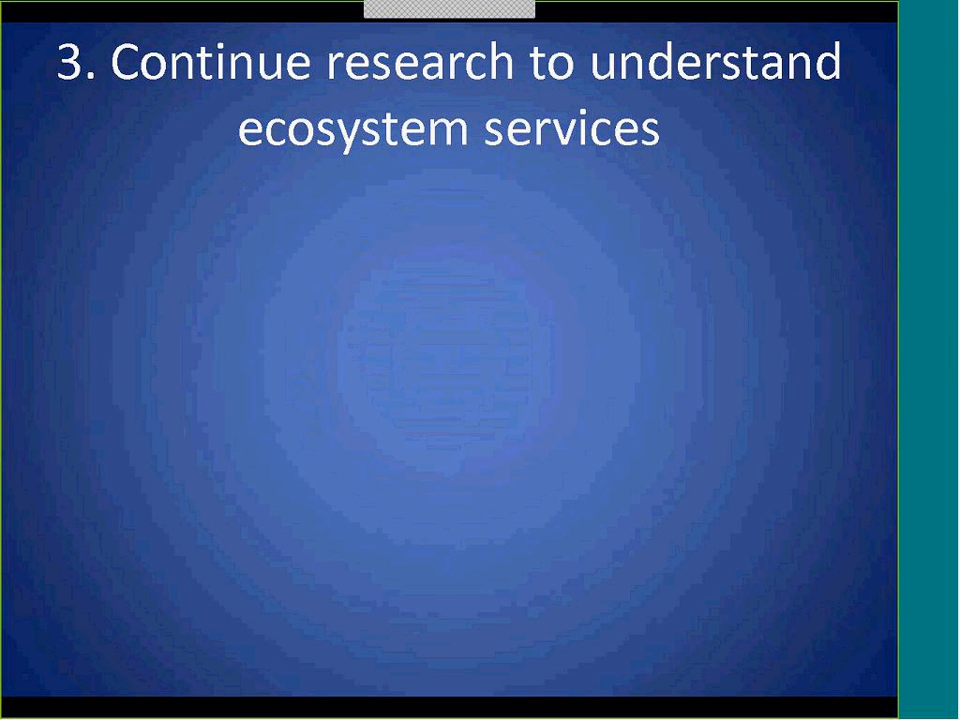 3. Continue research to understand
ecosystem services